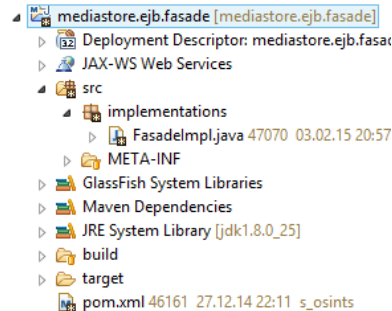 mediastore.ejb.fasade [mediastore.ejb.fasade]
Deployment Descriptor: mediastore.ejb.fasad
JAX-WS Web Services
src
implementations
FasadeImpl.java 47070 03.02.15 20:57
META-INF
GlassFish System Libraries
Maven Dependencies
JRE System Library [jdk1.8.0_25]
build
target
pom.xml 46161 27.12.14 22:11 s_osints